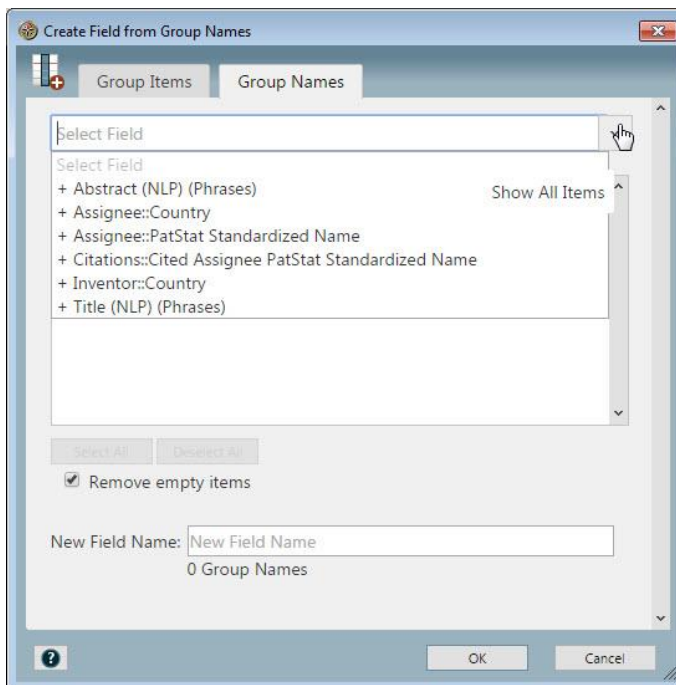 Create Field from Group Names
Group Items
Group Names
Select Field
Select Field
+ Abstract (NLP) (Phrases)
Show All Items
+ Assignee::Country
+ Assignee::PatStat Standardized Name
+ Citations::Cited Assignee PatStat Standardized Name
+ Inventor::Country
+ Title (NLP) (Phrases)
Select All
Deselect All
Remove empty items
New Field Name: New Field Name
0 Group Names
?
OK
Cancel